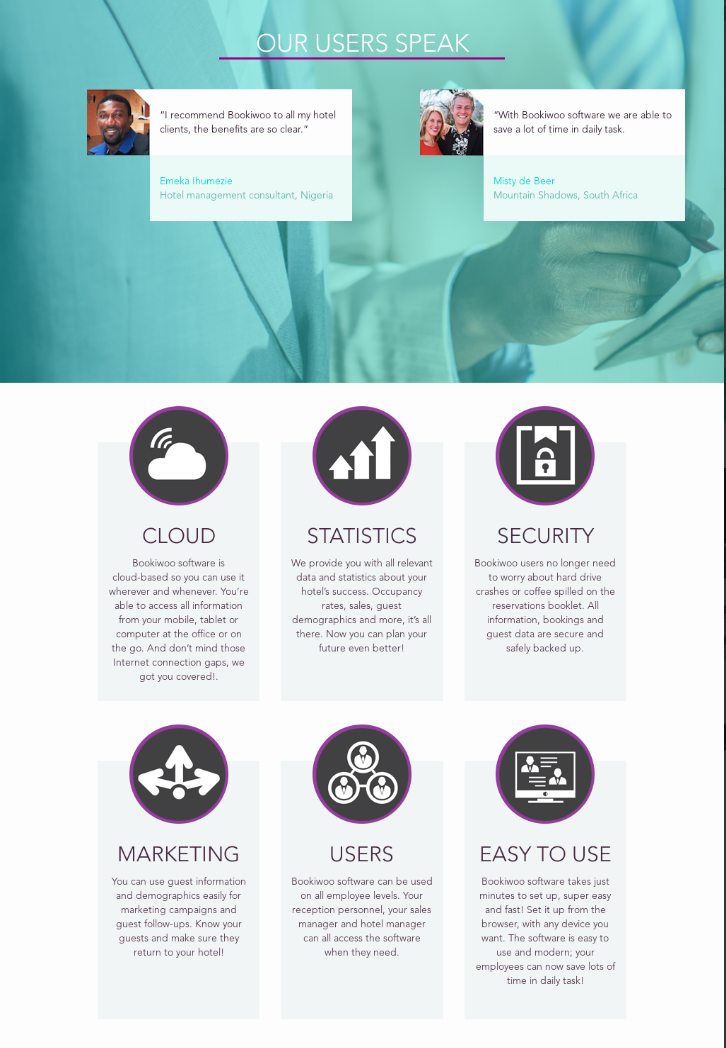 OUR USERS SPEAK
“I recommend Bookiwoo to all my hotel
clients, the benefits are so clear.”
Emeka Ihumezie
Hotel management consultant, Nigeria
“With Bookiwoo software we are able to
save a lot of time in daily task.
Misty de Beer
Mountain Shadows, South Africa
CLOUD
Bookiwoo software is
cloud-based so you can use it
wherever and whenever. You're
able to access all information
from your mobile, tablet or
computer at the office or on
the go. And don’t mind those
Internet connection gaps, we
got you covered!.
STATISTICS
We provide you with all relevant
data and statistics about your
hotel’s success. Occupancy
rates, sales, guest
demographics and more, it’s all
there. Now you can plan your
future even better!
SECURITY
Bookiwoo users no longer need
to worry about hard drive
crashes or coffee spilled on the
reservations booklet. All
information, bookings and
guest data are secure and
safely backed up.
MARKETING
You can use guest information
and demographics easily for
marketing campaigns and
guest follow-ups. Know your
guests and make sure they
return to your hotel!
USERS
Bookiwoo software can be used
on all employee levels. Your
reception personnel, your sales
manager and hotel manager
can all access the software
when they need.
EASY TO USE
Bookiwoo software takes just
minutes to set up, super easy
and fast! Set it up from the
browser, with any device you
want. The software is easy to
use and modern; your
employees can now save lots of
time in daily task!